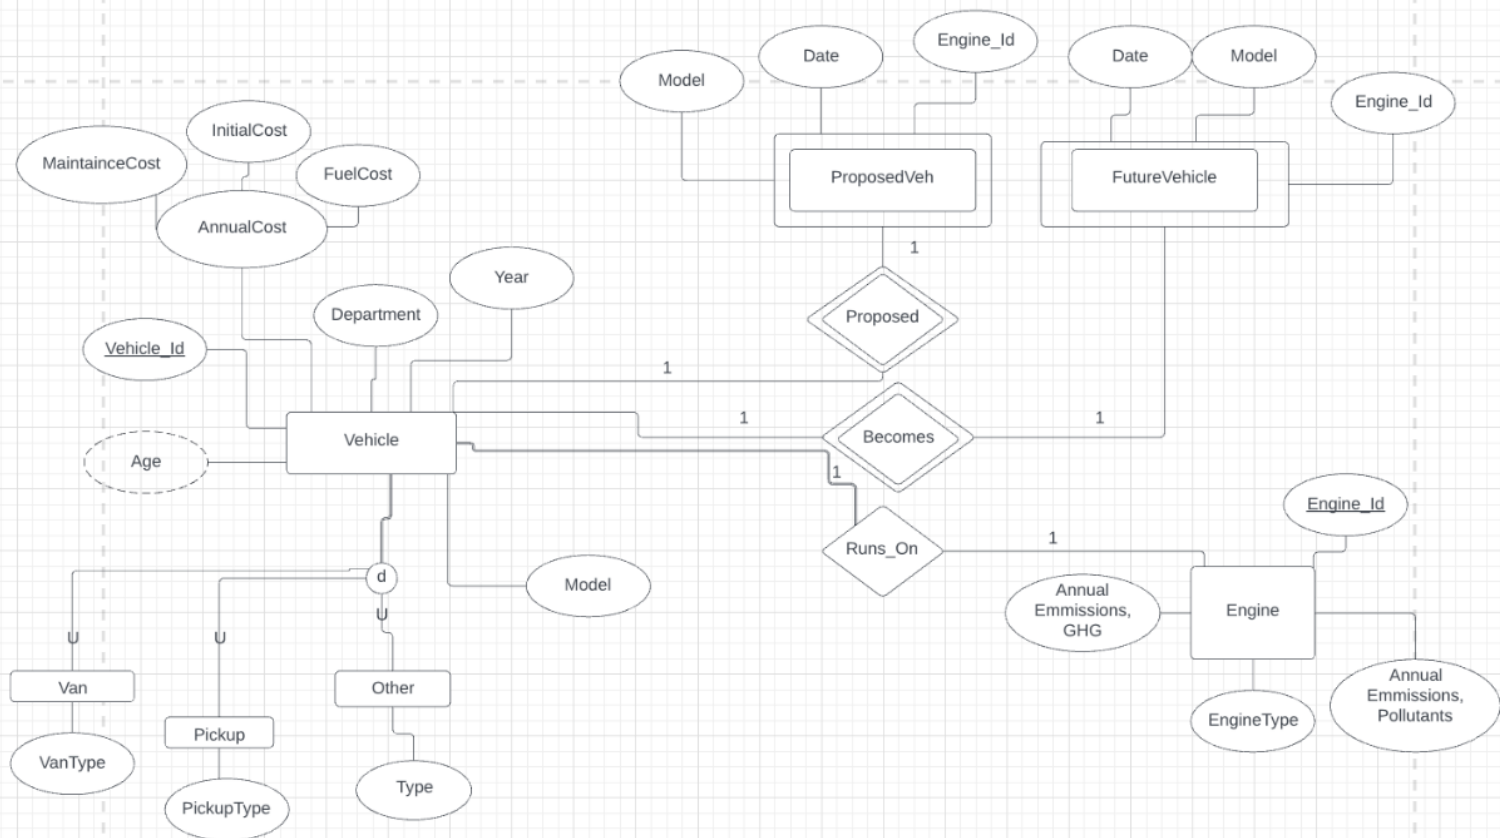 Engine_Id
Date
Date
Model
Model
Engine_Id
InitialCost
MaintainceCost
FuelCost
ProposedVeh
FutureVehicle
AnnualCost
1
Year
Department
Proposed
Vehicle_Id
1
1
1
Vehicle
Becomes
Age
1
Engine_Id
1
Runs_On
d
Model
Annual
Emmissions,
GHG
Engine
U
U
U
Van
Other
Annual
Emmissions,
Pollutants
EngineType
Pickup
VanType
Type
PickupType